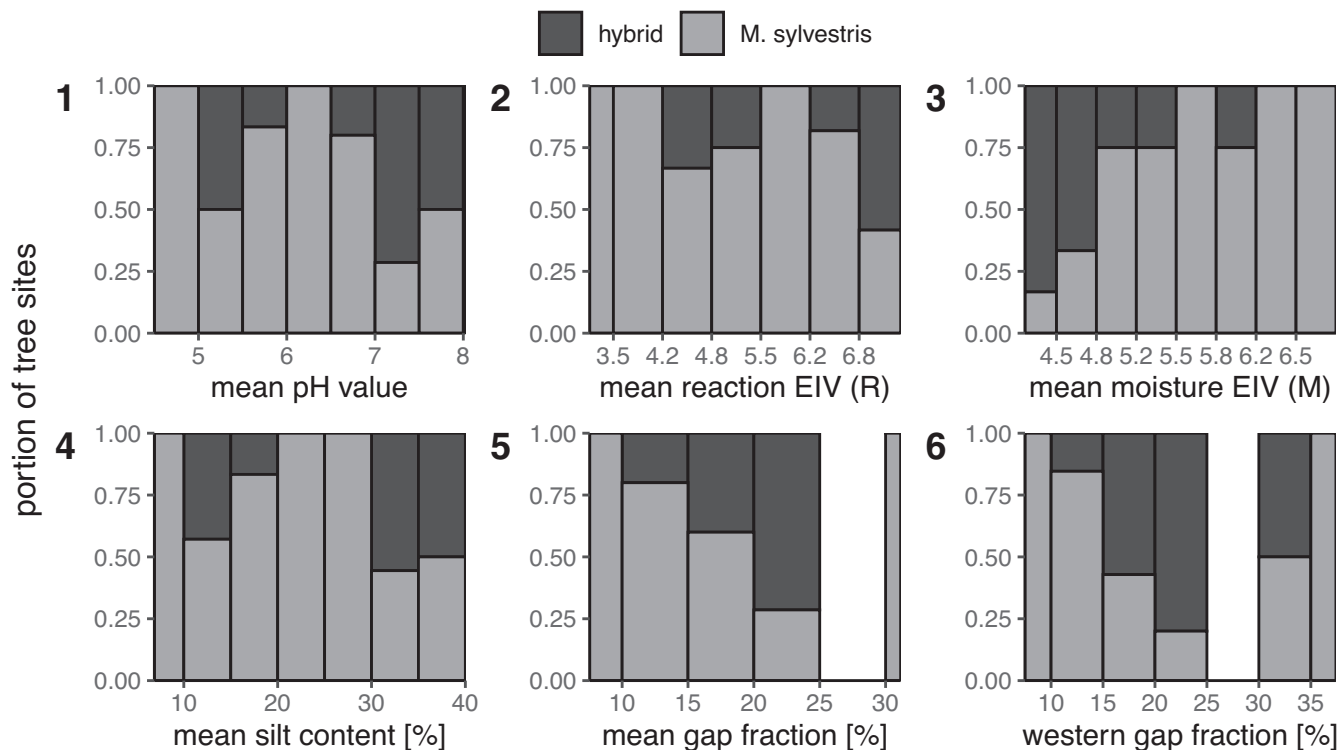 hybrid M. sylvestris
portion of tree sites
1
1.00
0.75
0.50
0.25
0.00
5 6 7 8
mean pH value
2
1.00
0.75
0.50
0.25
0.00
3.5 4.2 4.8 5.5 6.2 6.8
mean reaction EIV (R)
3
1.00
0.75
0.50
0.25
0.00
4.5 4.8 5.2 5.5 5.8 6.2 6.5
mean moisture EIV (M)
4
1.00
0.75
0.50
0.25
0.00
10 20 30 40
mean silt content [%]
5
1.00
0.75
0.50
0.25
0.00
10 15 20 25 30
mean gap fraction [%]
6
1.00
0.75
0.50
0.25
0.00
10 15 20 25 30 35
western gap fraction [%]